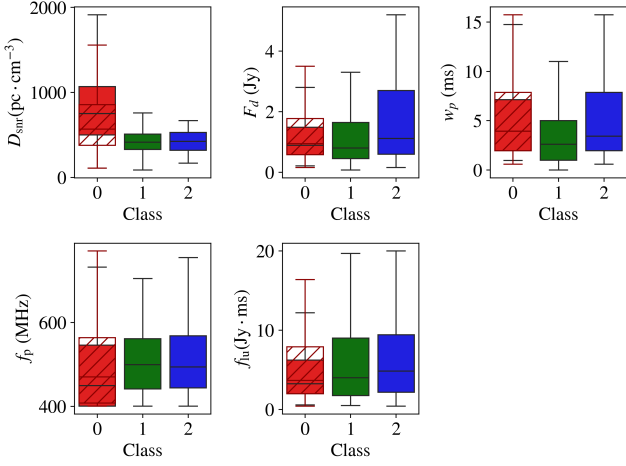 D_snr(pc · cm⁻³)
2000
1000
0
0 1 2
Class
F_d (Jy)
4
2
0
0 1 2
Class
w_p (ms)
15
10
5
0
0 1 2
Class
f_p (MHz)
600
400
0 1 2
Class
f_lu(Jy · ms)
20
10
0
0 1 2
Class